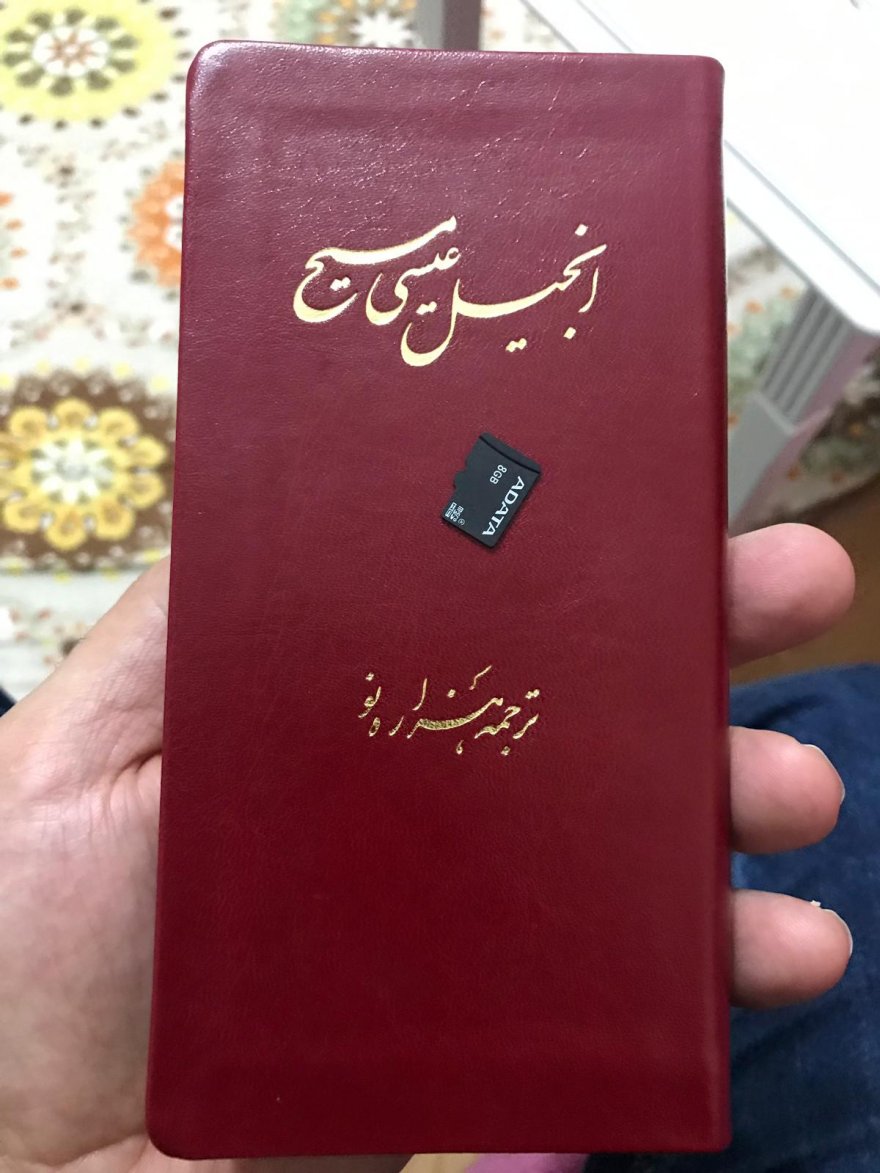 انجیل عیسی مسیح
8GB
ADATA
ترجمه هزاره نو